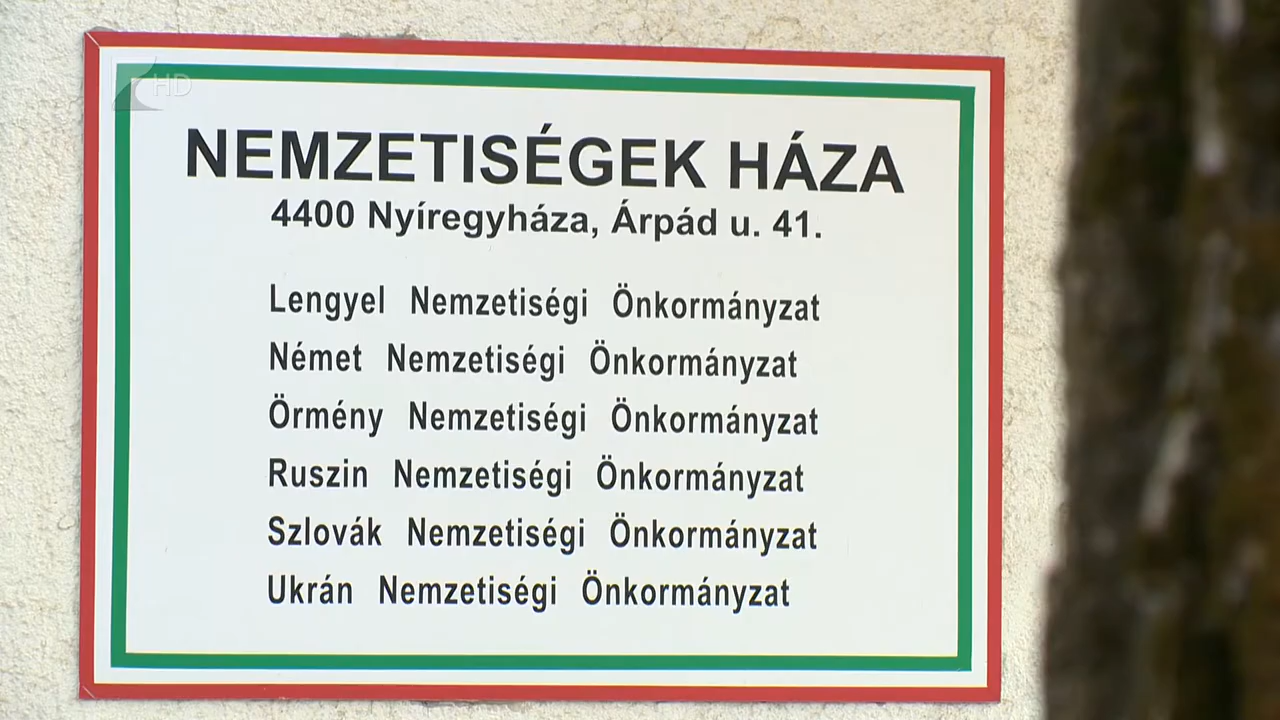 HD
NEMZETISÉGEK HÁZA
4400 Nyíregyháza, Árpád u. 41.
Lengyel Nemzetiségi Önkormányzat
Német Nemzetiségi Önkormányzat
Örmény Nemzetiségi Önkormányzat
Ruszin Nemzetiségi Önkormányzat
Szlovák Nemzetiségi Önkormányzat
Ukrán Nemzetiségi Önkormányzat